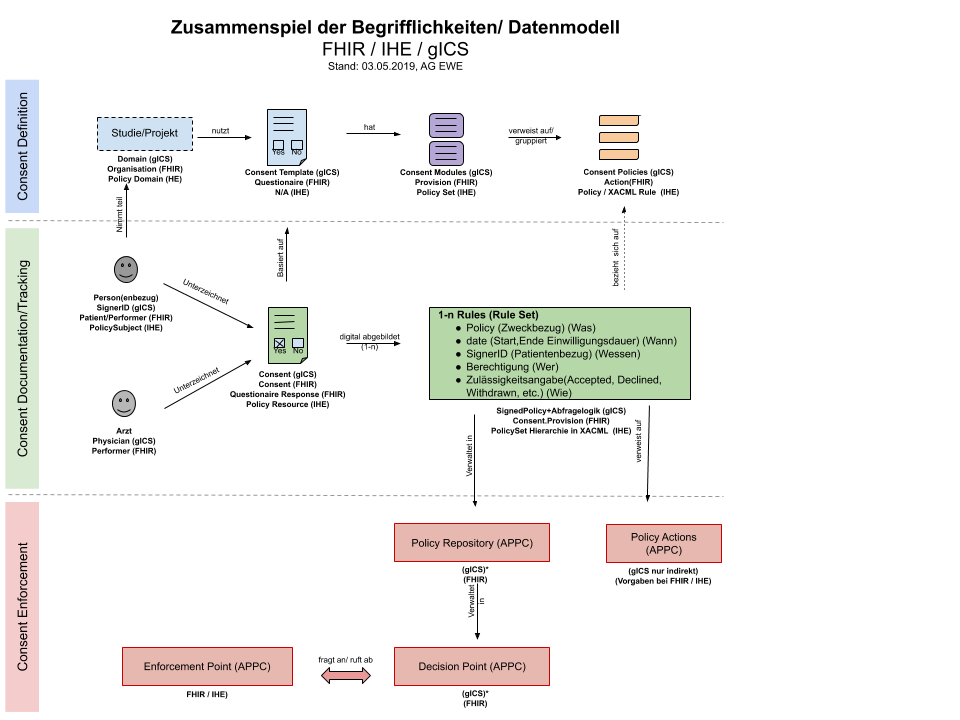 Zusammenspiel der Begrifflichkeiten/ Datenmodell
FHIR / IHE / gICS
Stand: 03.05.2019, AG EWE
Consent Definition
Studie/Projekt
nutzt
Yes No
hat
verweist auf/
gruppiert
Domain (gICS)
Organisation (FHIR)
Policy Domain (HE)
Consent Template (gICS)
Questionaire (FHIR)
N/A (IHE)
Consent Modules (gICS)
Provision (FHIR)
Policy Set (IHE)
Consent Policies (gICS)
Action(FHIR)
Policy / XACML Rule (IHE)
Nimmt teil
Basiert auf
bezieht sich auf
Consent Documentation/Tracking
Person(enbezug)
SignerID (gICS)
Patient/Performer (FHIR)
PolicySubject (IHE)
Unterzeichnet
Unterzeichnet
Arzt
Physician (gICS)
Performer (FHIR)
Yes No
Consent (gICS)
Consent (FHIR)
Questionaire Response (FHIR)
Policy Resource (IHE)
digital abgebildet
(1-n)
1-n Rules (Rule Set)
● Policy (Zweckbezug) (Was)
● date (Start,Ende Einwilligungsdauer) (Wann)
● SignerID (Patientenbezug) (Wessen)
● Berechtigung (Wer)
● Zulässigkeitsangabe(Accepted, Declined,
Withdrawn, etc.) (Wie)
SignedPolicy+Abfragelogik (gICS)
Consent.Provision (FHIR)
PolicySet Hierarchie in XACML (IHE)
Verwaltet in
verweist auf
Consent Enforcement
Policy Repository (APPC)
(gICS)*
(FHIR)
Policy Actions
(APPC)
(gICS nur indirekt)
(Vorgaben bei FHIR / IHE)
Verwaltet
in
Enforcement Point (APPC)
FHIR / IHE)
fragt an/ ruft ab
Decision Point (APPC)
(gICS)*
(FHIR)